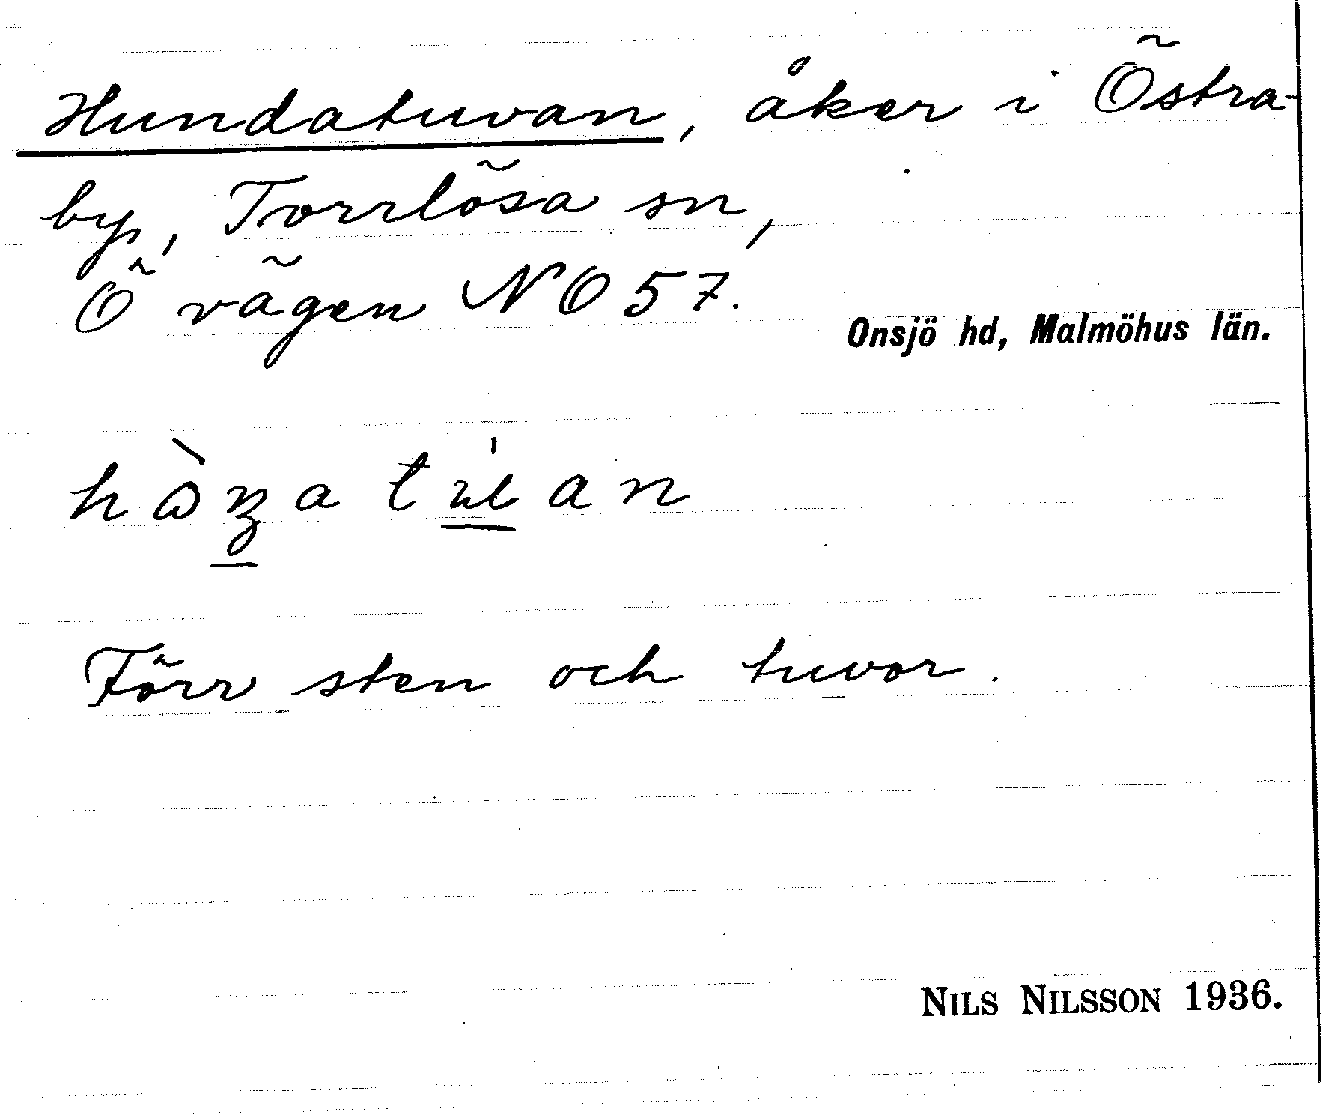 Hundatuvan, åker i Östra-
by, Torrlösa sn,
Ö vägen NO 57.
Onsjö hd, Malmöhus län.
Förr sten och tuvor.
NILS NILSSON 1936.